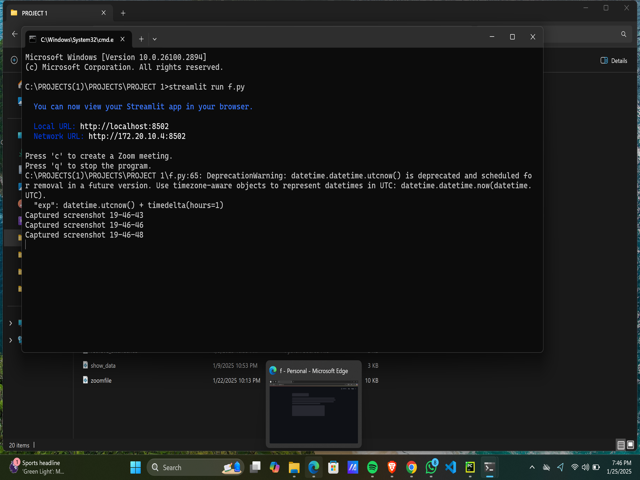 PROJECT 1
C:\Windows\System32\cmd.e
Details
Microsoft Windows [Version 10.0.26100.2894]
(c) Microsoft Corporation. All rights reserved.
C:\PROJECTS(1)\PROJECTS\PROJECT 1>streamlit run f.py
You can now view your Streamlit app in your browser.
Local URL: http://localhost:8502
Network URL: http://172.20.10.4:8502
Press 'c' to create a Zoom meeting.
Press 'q' to stop the program.
C:\PROJECTS(1)\PROJECTS\PROJECT 1\f.py:65: DeprecationWarning: datetime.datetime.utcnow() is deprecated and scheduled fo
r removal in a future version. Use timezone-aware objects to represent datetimes in UTC: datetime.datetime.now(datetime.
UTC).
"exp": datetime.utcnow() + timedelta(hours=1)
Captured screenshot 19-46-43
Captured screenshot 19-46-46
Captured screenshot 19-46-48
show_data 1/9/2025 10:53 PM 3 KB
zoomfile 1/22/2025 10:13 PM 10 KB
f - Personal - Microsoft Edge
20 items
Sports headline
'Green Light': M...
Search
7:46 PM
1/25/2025